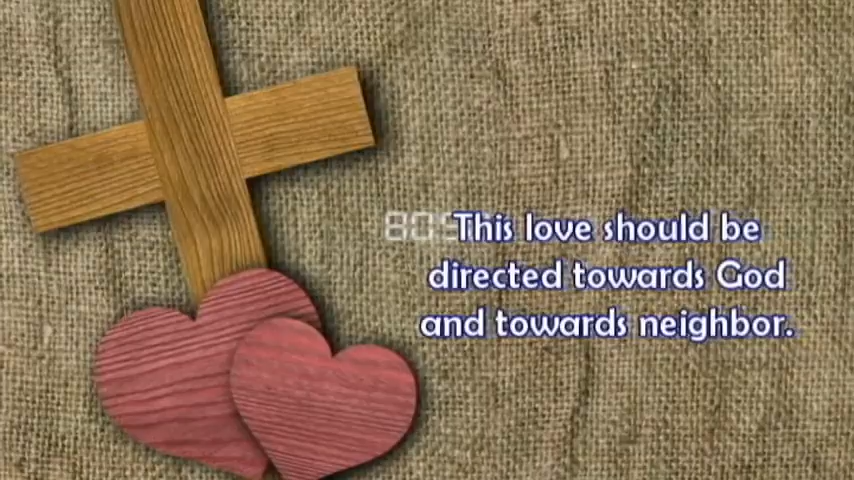 This love should be
directed towards God
and towards neighbor.